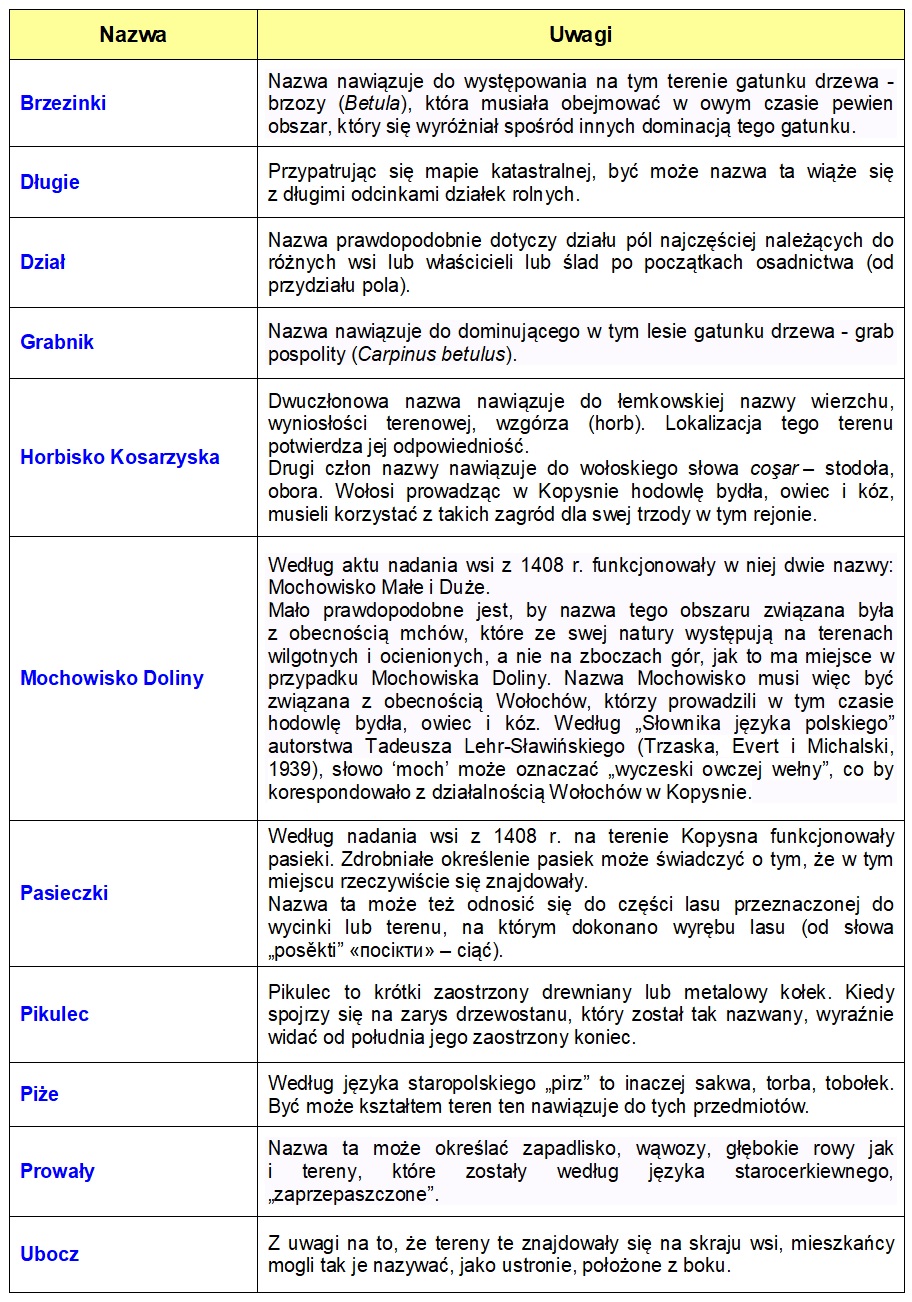 Nazwa
Uwagi
Brzezinki
Nazwa nawiązuje do występowania na tym terenie gatunku drzewa -
brzozy (Betula), która musiała obejmować w owym czasie pewien
obszar, który się wyróżniał spośród innych dominacją tego gatunku.
Długie
Przypatrując się mapie katastralnej, być może nazwa ta wiąże się
z długimi odcinkami działek rolnych.
Dział
Nazwa prawdopodobnie dotyczy działu pól najczęściej należących do
różnych wsi lub właścicieli lub ślad po początkach osadnictwa (od
przydziału pola).
Grabnik
Nazwa nawiązuje do dominującego w tym lesie gatunku drzewa - grab
pospolity (Carpinus betulus).
Horbisko Kosarzyska
Dwuczłonowa nazwa nawiązuje do łemkowskiej nazwy wierzchu,
wyniosłości terenowej, wzgórza (horb). Lokalizacja tego terenu
potwierdza jej odpowiedniość.
Drugi człon nazwy nawiązuje do wołoskiego słowa coşar – stodoła,
obora. Wołosi prowadząc w Kopysnie hodowlę bydła, owiec i kóz,
musieli korzystać z takich zagród dla swej trzody w tym rejonie.
Mochowisko Doliny
Według aktu nadania wsi z 1408 r. funkcjonowały w niej dwie nazwy:
Mochowisko Małe i Duże.
Mało prawdopodobne jest, by nazwa tego obszaru związana była
z obecnością mchów, które ze swej natury występują na terenach
wilgotnych i ocienionych, a nie na zboczach gór, jak to ma miejsce w
przypadku Mochowiska Doliny. Nazwa Mochowisko musi więc być
związana z obecnością Wołochów, którzy prowadzili w tym czasie
hodowlę bydła, owiec i kóz. Według „Słownika języka polskiego”
autorstwa Tadeusza Lehr-Sławińskiego (Trzaska, Evert i Michalski,
1939), słowo ‘moch’ może oznaczać „wyczeski owczej wełny”, co by
korespondowało z działalnością Wołochów w Kopysnie.
Pasieczki
Według nadania wsi z 1408 r. na terenie Kopysna funkcjonowały
pasieki. Zdrobniałe określenie pasiek może świadczyć o tym, że w tym
miejscu rzeczywiście się znajdowały.
Nazwa ta może też odnosić się do części lasu przeznaczonej do
wycinki lub terenu, na którym dokonano wyrębu lasu (od słowa
„posěkti” «посікти» – ciąć).
Pikulec
Pikulec to krótki zaostrzony drewniany lub metalowy kołek. Kiedy
spojrzy się na zarys drzewostanu, który został tak nazwany, wyraźnie
widać od południa jego zaostrzony koniec.
Piże
Według języka staropolskiego „pirz” to inaczej sakwa, torba, tobołek.
Być może kształtem teren ten nawiązuje do tych przedmiotów.
Prowały
Nazwa ta może określać zapadlisko, wąwozy, głębokie rowy jak
i tereny, które zostały według języka starocerkiewnego,
„zaprzepaszczone”.
Ubocz
Z uwagi na to, że tereny te znajdowały się na skraju wsi, mieszkańcy
mogli tak je nazywać, jako ustronie, położone z boku.